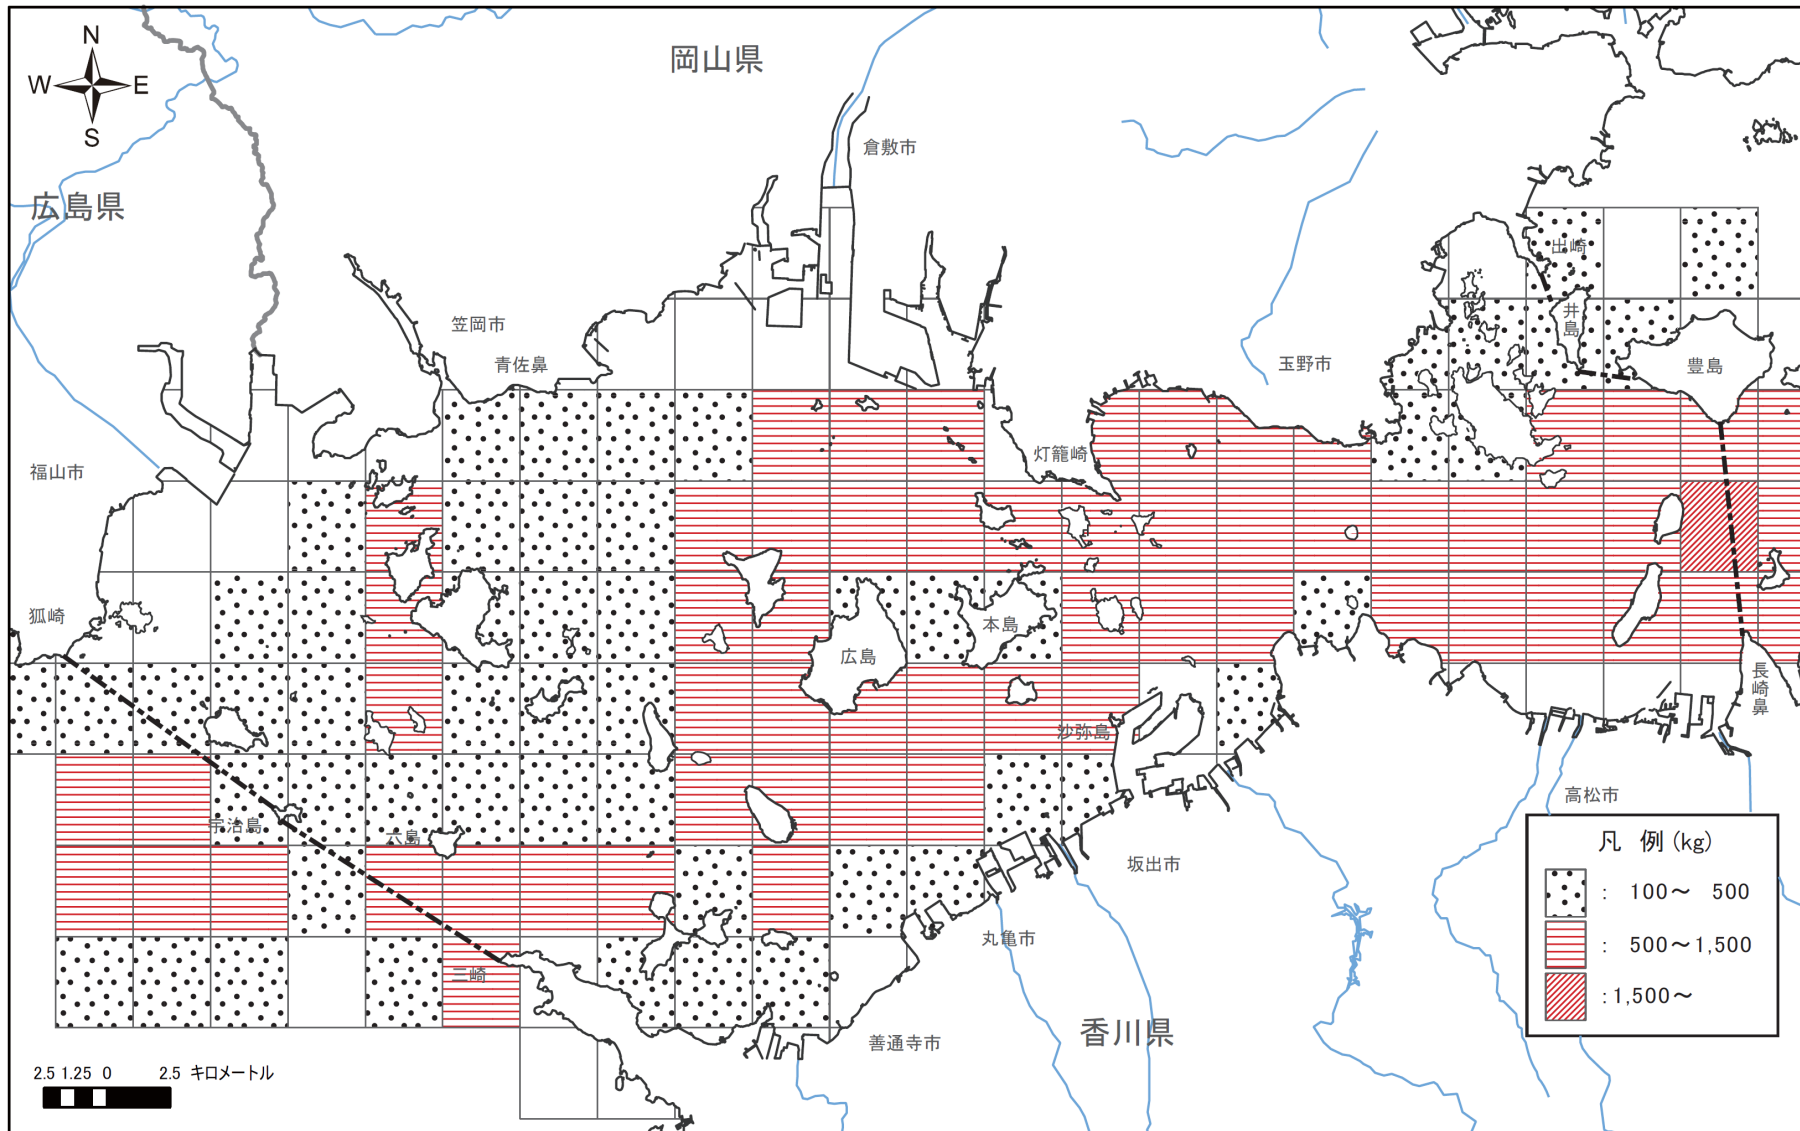 N
W E
S
岡山県
倉敷市
広島県
出崎
井島
笠岡市
青佐鼻
玉野市
豊島
灯籠崎
福山市
狐崎
本島
広島
長崎鼻
沙弥島
高松市
宇治島
六島
坂出市
丸亀市
三崎
善通寺市
香川県
凡 例 (kg)
： 100～ 500
： 500～1,500
：1,500～
2.5 1.25 0 2.5 キロメートル